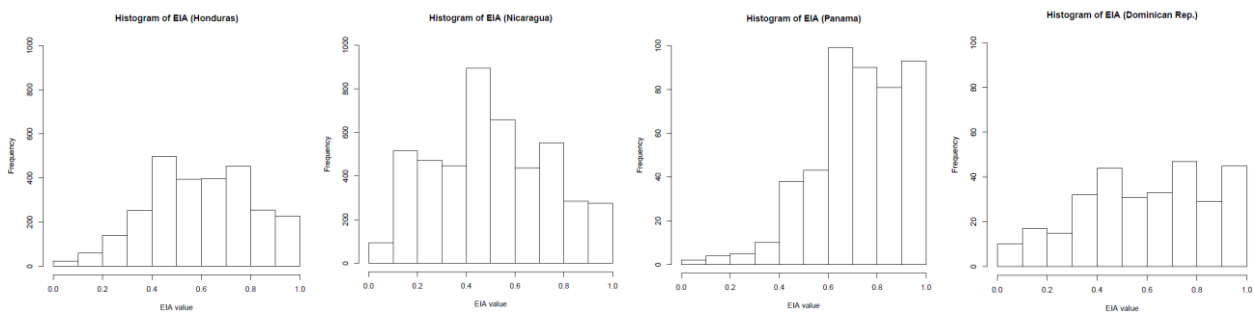 Histogram of EIA (Honduras)
Frequency
1000
800
600
400
200
0
0.0 0.2 0.4 0.6 0.8 1.0
EIA value
Histogram of EIA (Nicaragua)
Frequency
1000
800
600
400
200
0
0.0 0.2 0.4 0.6 0.8 1.0
EIA value
Histogram of EIA (Panama)
Frequency
100
80
60
40
20
0
0.0 0.2 0.4 0.6 0.8 1.0
EIA value
Histogram of EIA (Dominican Rep.)
Frequency
100
80
60
40
20
0
0.0 0.2 0.4 0.6 0.8 1.0
EIA value